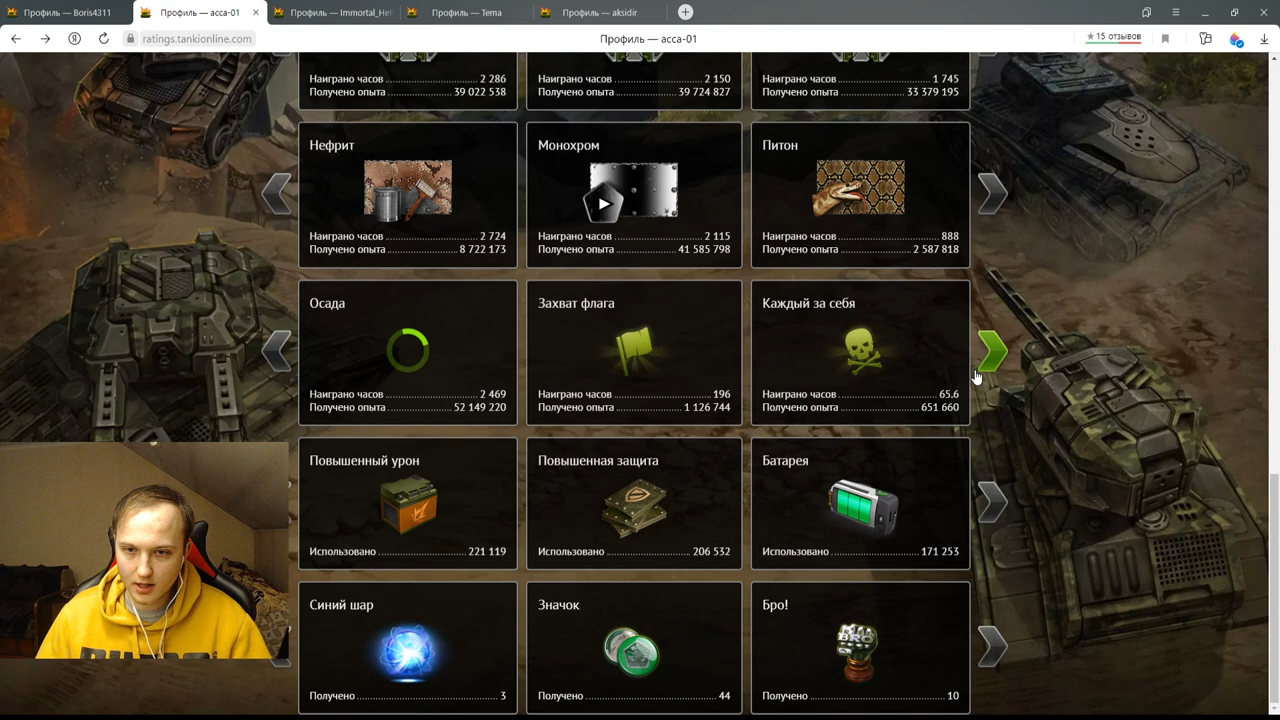 Профиль — Boris4311
Профиль — acca-01
Профиль — Immortal_He
Профиль — Tema
Профиль — aksidir
ratings.tankionline.com
Профиль — acca-01
15 отзывов
Наиграно часов 2 286
Получено опыта 39 022 538
Наиграно часов 2 150
Получено опыта 39 724 827
Наиграно часов 1 745
Получено опыта 33 379 195
Нефрит
Наиграно часов 2 724
Получено опыта 8 722 173
Монохром
Наиграно часов 2 115
Получено опыта 41 585 798
Питон
Наиграно часов 888
Получено опыта 2 587 818
Осада
Наиграно часов 2 469
Получено опыта 52 149 220
Захват флага
Наиграно часов 196
Получено опыта 1 126 744
Каждый за себя
Наиграно часов 65.6
Получено опыта 651 660
Повышенный урон
Использовано 221 119
Повышенная защита
Использовано 206 532
Батарея
Использовано 171 253
Синий шар
Получено 3
Значок
Получено 44
Бро!
Получено 10